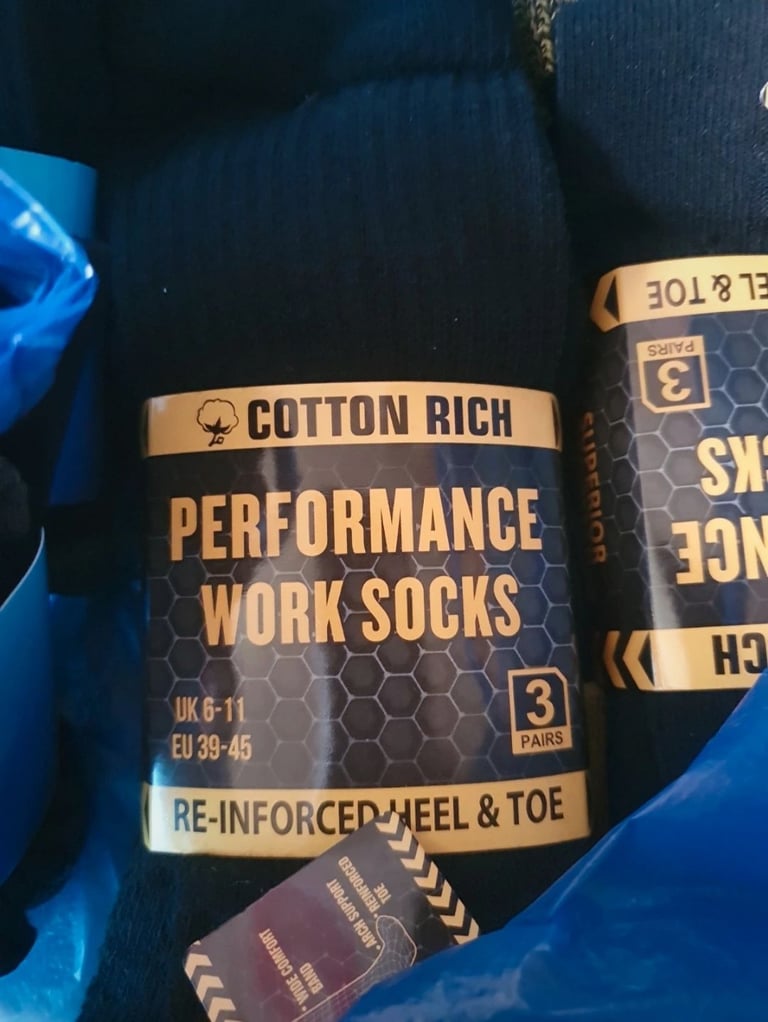 COTTON RICH
PERFORMANCE
WORK SOCKS
UK 6-11
EU 39-45
3
PAIRS
RE-INFORCED HEEL & TOE
• WIDE COMFORT
BAND
• ARCH SUPPORT
• REINFORCED
TOE
SUPERIOR
CH
NCE
CKS
3
PAIRS
EL & TOE